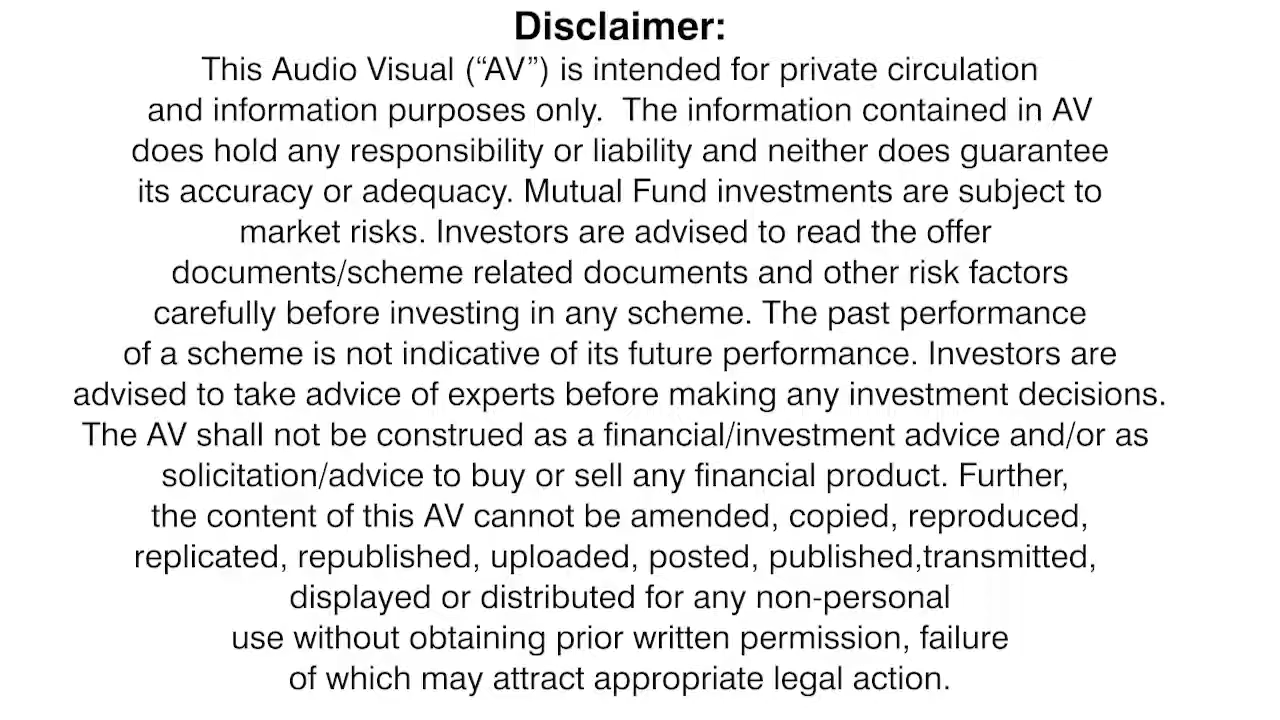 Disclaimer:
This Audio Visual (“AV”) is intended for private circulation
and information purposes only.  The information contained in AV
does hold any responsibility or liability and neither does guarantee
its accuracy or adequacy. Mutual Fund investments are subject to
market risks. Investors are advised to read the offer
documents/scheme related documents and other risk factors
carefully before investing in any scheme. The past performance
of a scheme is not indicative of its future performance. Investors are
advised to take advice of experts before making any investment decisions.
The AV shall not be construed as a financial/investment advice and/or as
solicitation/advice to buy or sell any financial product. Further,
the content of this AV cannot be amended, copied, reproduced,
replicated, republished, uploaded, posted, published,transmitted,
displayed or distributed for any non-personal
use without obtaining prior written permission, failure
of which may attract appropriate legal action.